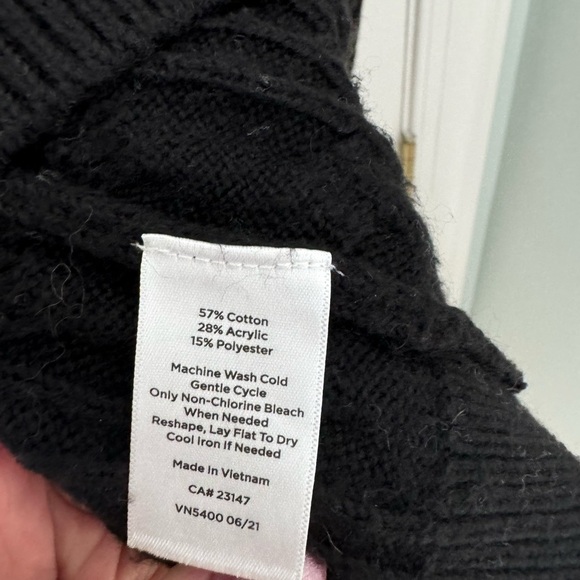 57% Cotton
28% Acrylic
15% Polyester
Machine Wash Cold
Gentle Cycle
Only Non-Chlorine Bleach
When Needed
Reshape, Lay Flat To Dry
Cool Iron If Needed
Made In Vietnam
CA# 23147
VN5400 06/21